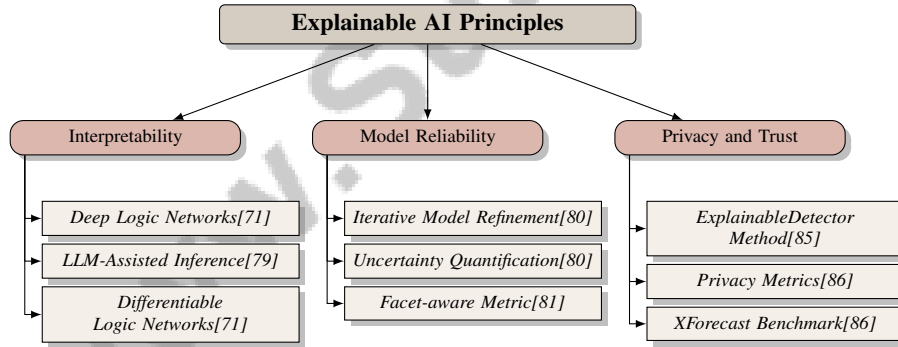 Explainable AI Principles
Interpretability
Model Reliability
Privacy and Trust
Deep Logic Networks[71]
LLM-Assisted Inference[79]
Differentiable
Logic Networks[71]
Iterative Model Refinement[80]
Uncertainty Quantification[80]
Facet-aware Metric[81]
ExplainableDetector
Method[85]
Privacy Metrics[86]
XForecast Benchmark[86]